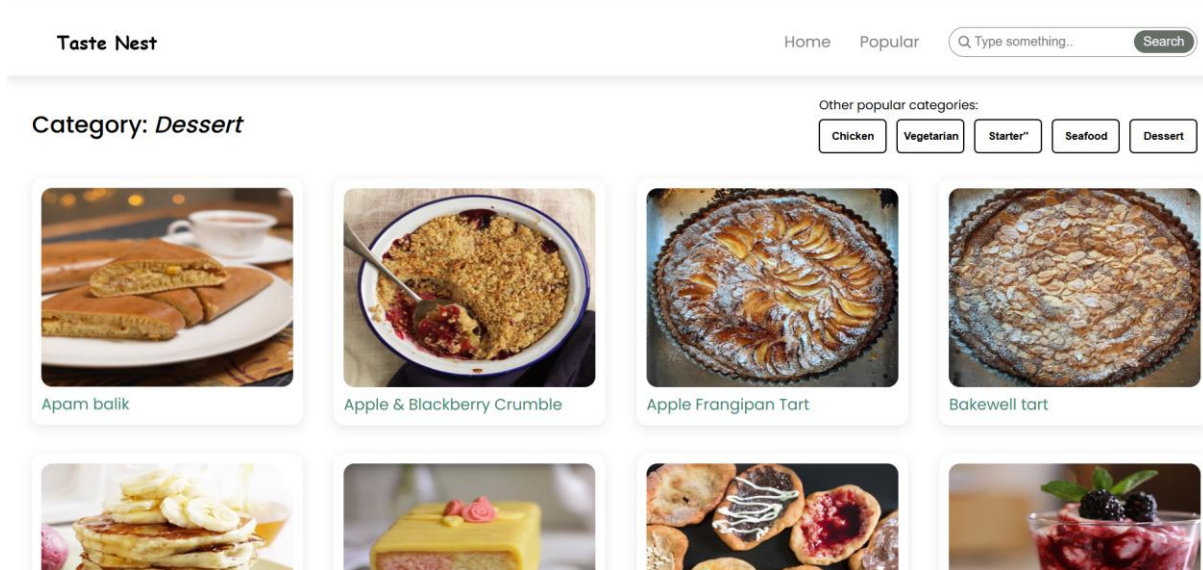 Taste Nest
Home
Popular
Type something..
Search
Category: Dessert
Other popular categories:
Chicken
Vegetarian
Starter"
Seafood
Dessert
Apam balik
Apple & Blackberry Crumble
Apple Frangipan Tart
Bakewell tart